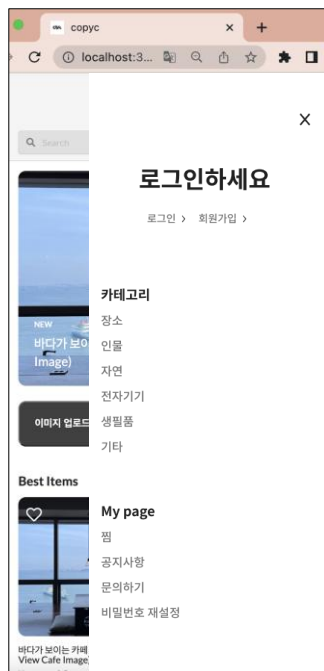 copyc
localhost:3...
Search
로그인하세요
로그인 > 회원가입 >
NEW
바다가 보이
Image)
이미지 업로드
Best Items
바다가 보이는 카페
View Cafe Image
카테고리
장소
인물
자연
전자기기
생필품
기타
My page
찜
공지사항
문의하기
비밀번호 재설정